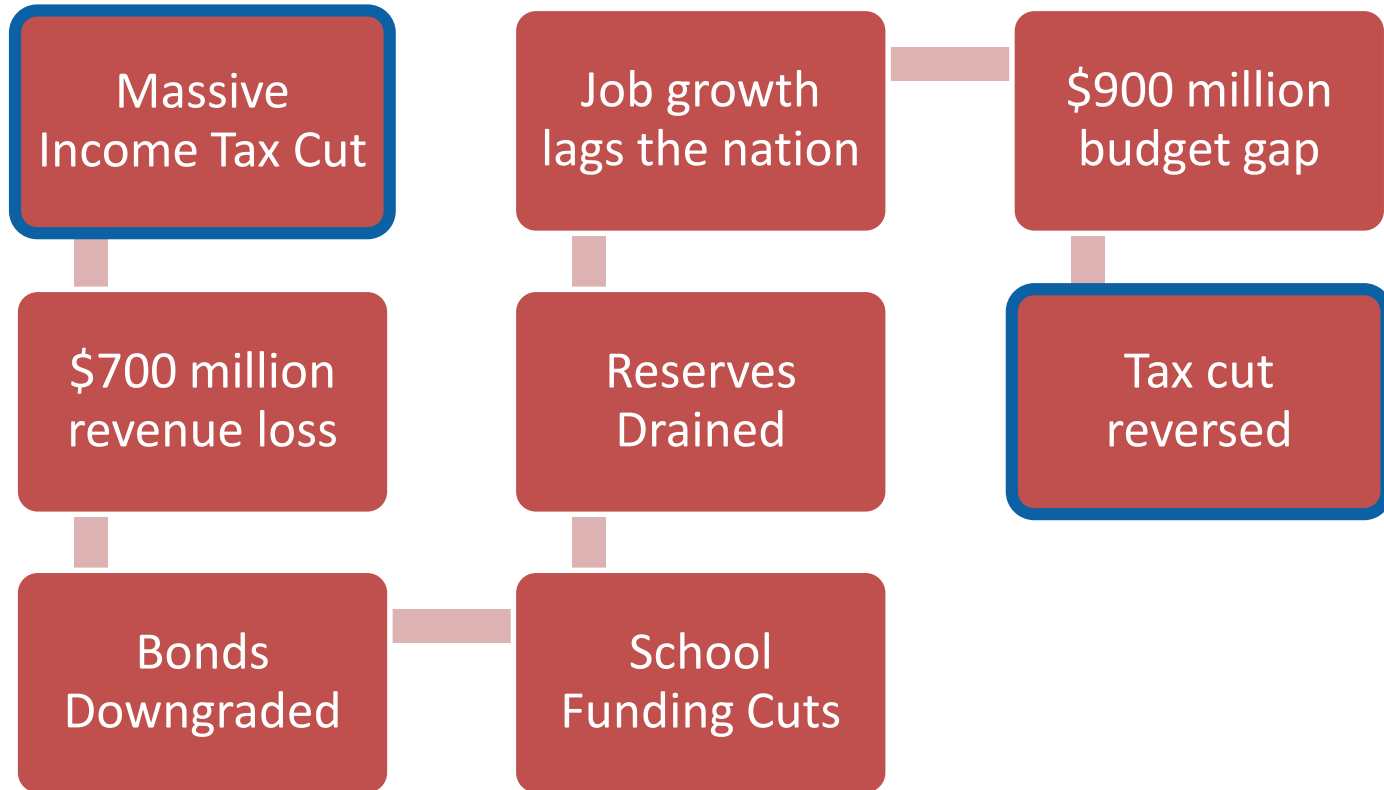 Massive
Income Tax Cut
$700 million
revenue loss
Bonds
Downgraded
School
Funding Cuts
Reserves
Drained
Job growth
lags the nation
$900 million
budget gap
Tax cut
reversed